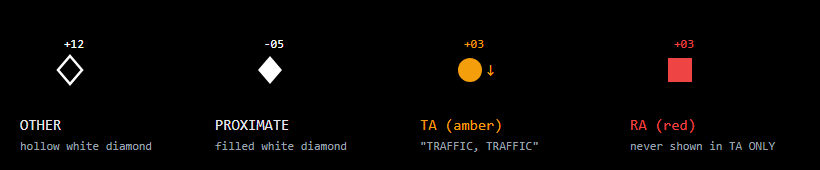 +12
-05
+03 ↓
+03
OTHER
hollow white diamond
PROXIMATE
filled white diamond
TA (amber)
"TRAFFIC, TRAFFIC"
RA (red)
never shown in TA ONLY